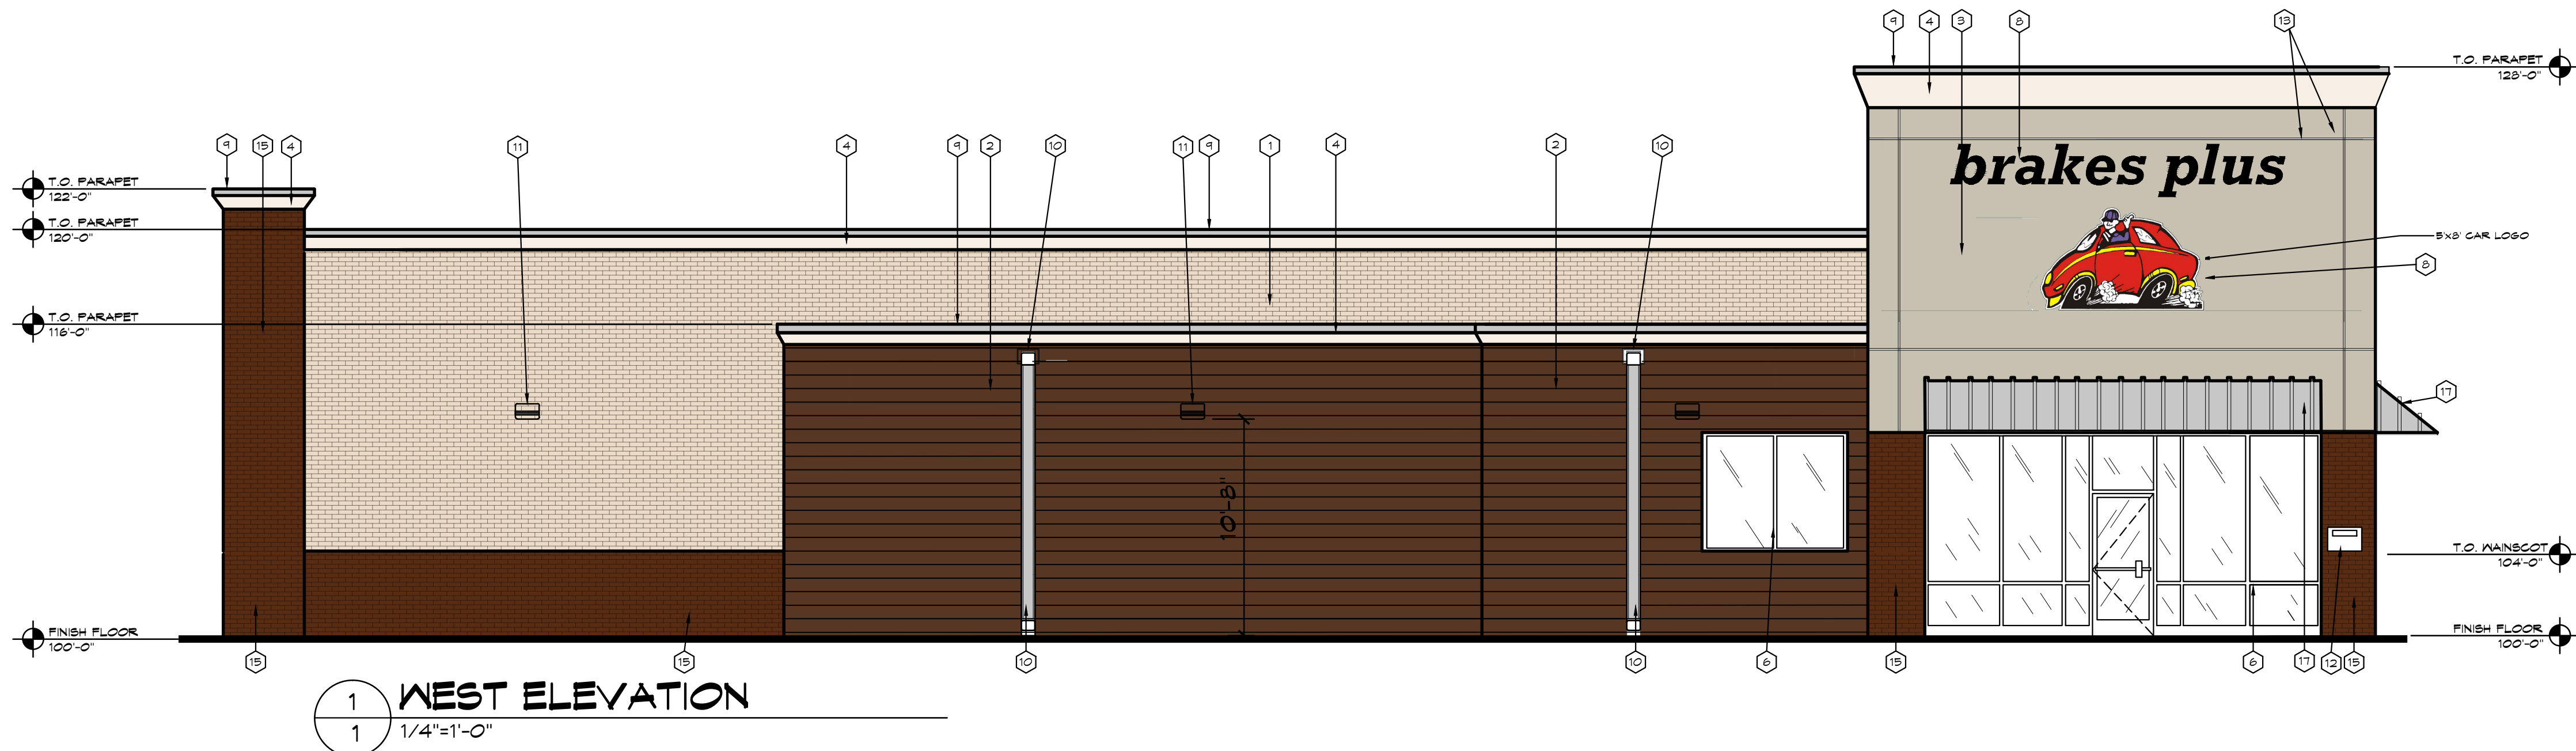 9 4 3 8 13
T.O. PARAPET
128'-0"
9 15 4 11 4 9 2 10 11 9 1 4 2 10
brakes plus
T.O. PARAPET
122'-0"
T.O. PARAPET
120'-0"
5'x8' CAR LOGO
8
T.O. PARAPET
116'-0"
17
10'-8"
T.O. WAINSCOT
104'-0"
FINISH FLOOR
100'-0"
FINISH FLOOR
100'-0"
15 15 10 10 6 15 6 17 12 15
1 WEST ELEVATION
1 1/4"=1'-0"